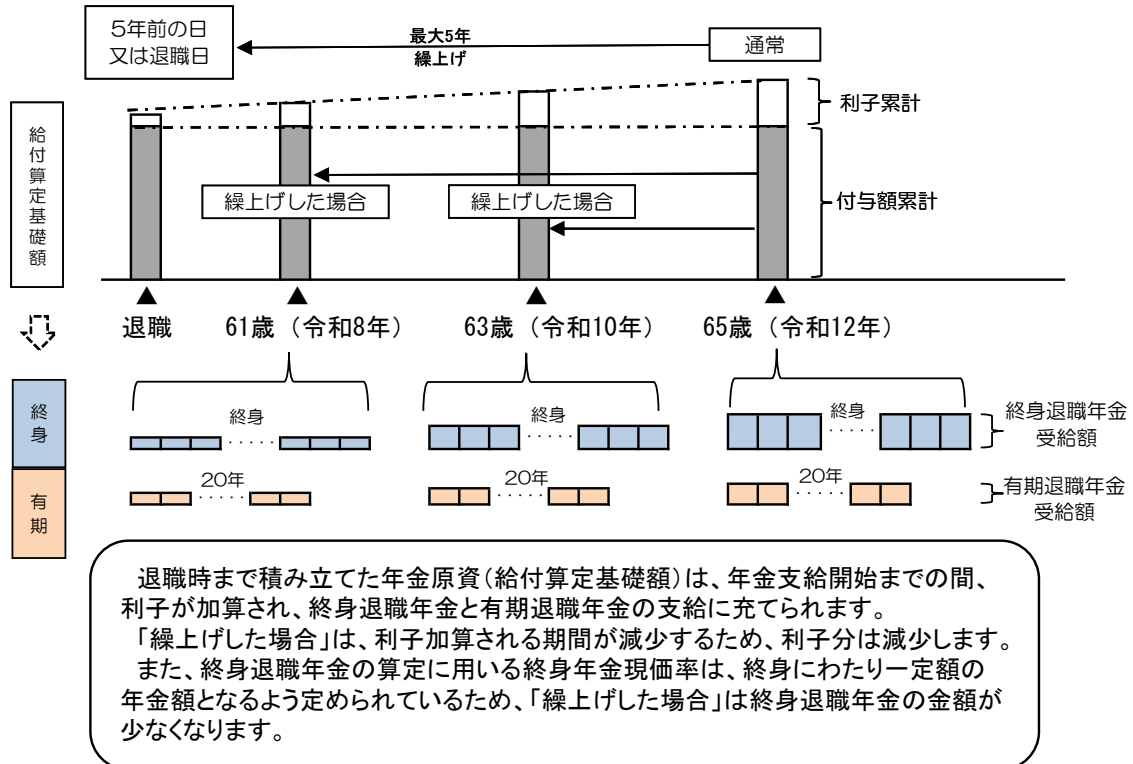 5年前の日
又は退職日
最大5年
繰上げ
通常
利子累計
給付算定基礎額
繰上げした場合
繰上げした場合
付与額累計
退職
61歳（令和8年）
63歳（令和10年）
65歳（令和12年）
終身
終身
終身
終身
終身退職年金
受給額
有期
20年
20年
20年
有期退職年金
受給額
退職時まで積み立てた年金原資（給付算定基礎額）は、年金支給開始までの間、
利子が加算され、終身退職年金と有期退職年金の支給に充てられます。
「繰上げした場合」は、利子加算される期間が減少するため、利子分は減少します。
また、終身退職年金の算定に用いる終身年金現価率は、終身にわたり一定額の
年金額となるよう定められているため、「繰上げした場合」は終身退職年金の金額が
少なくなります。